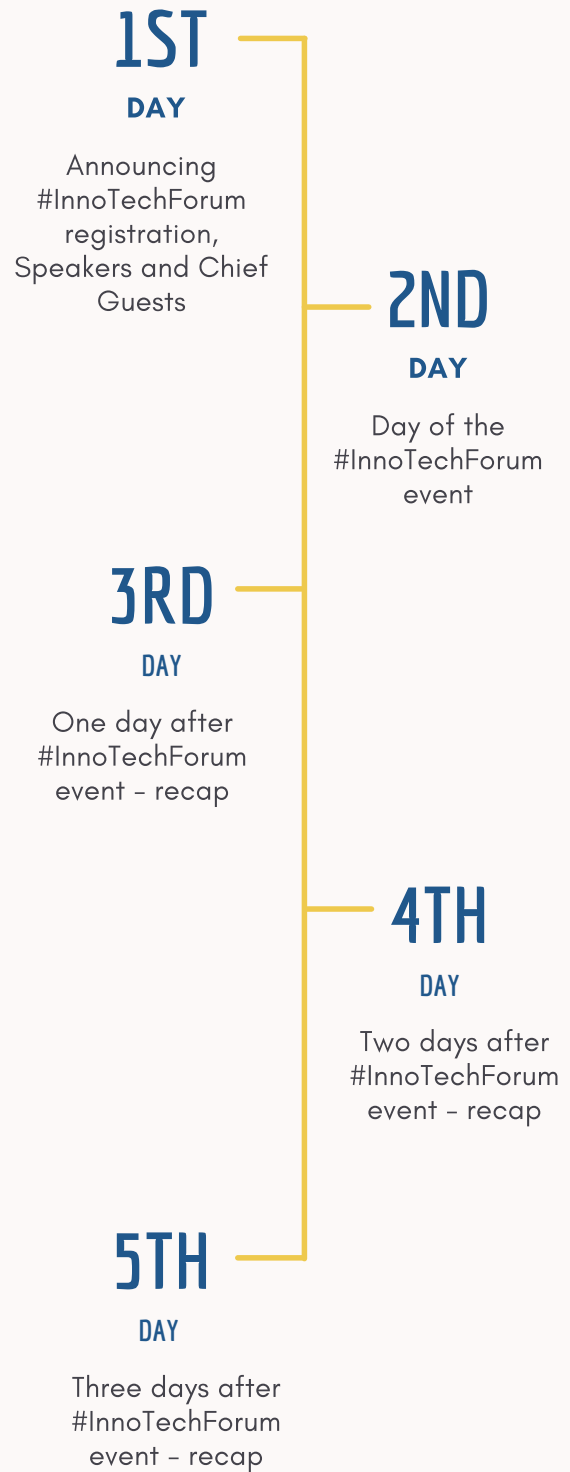 1ST
DAY
Announcing
#InnoTechForum
registration,
Speakers and Chief
Guests
2ND
DAY
Day of the
#InnoTechForum
event
3RD
DAY
One day after
#InnoTechForum
event - recap
4TH
DAY
Two days after
#InnoTechForum
event - recap
5TH
DAY
Three days after
#InnoTechForum
event - recap